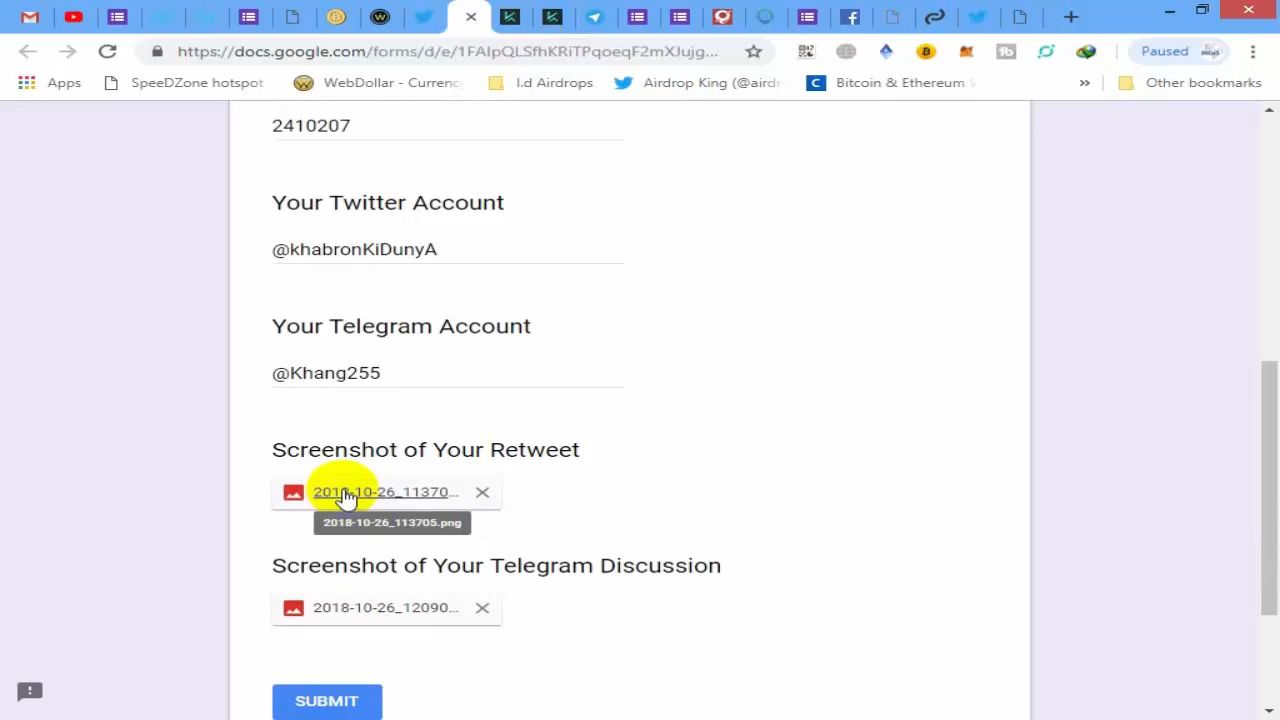 https://docs.google.com/forms/d/e/1FAIpQLSfhKRiTPqoeqF2mXJujg...
Paused
Apps
SpeeDZone hotspot
WebDollar - Currenc
I.d Airdrops
Airdrop King (@airdr
Bitcoin & Ethereum
»
Other bookmarks
2410207
Your Twitter Account
@khabronKiDunyA
Your Telegram Account
@Khang255
Screenshot of Your Retweet
2018-10-26_11370...
2018-10-26_113705.png
Screenshot of Your Telegram Discussion
2018-10-26_12090...
SUBMIT